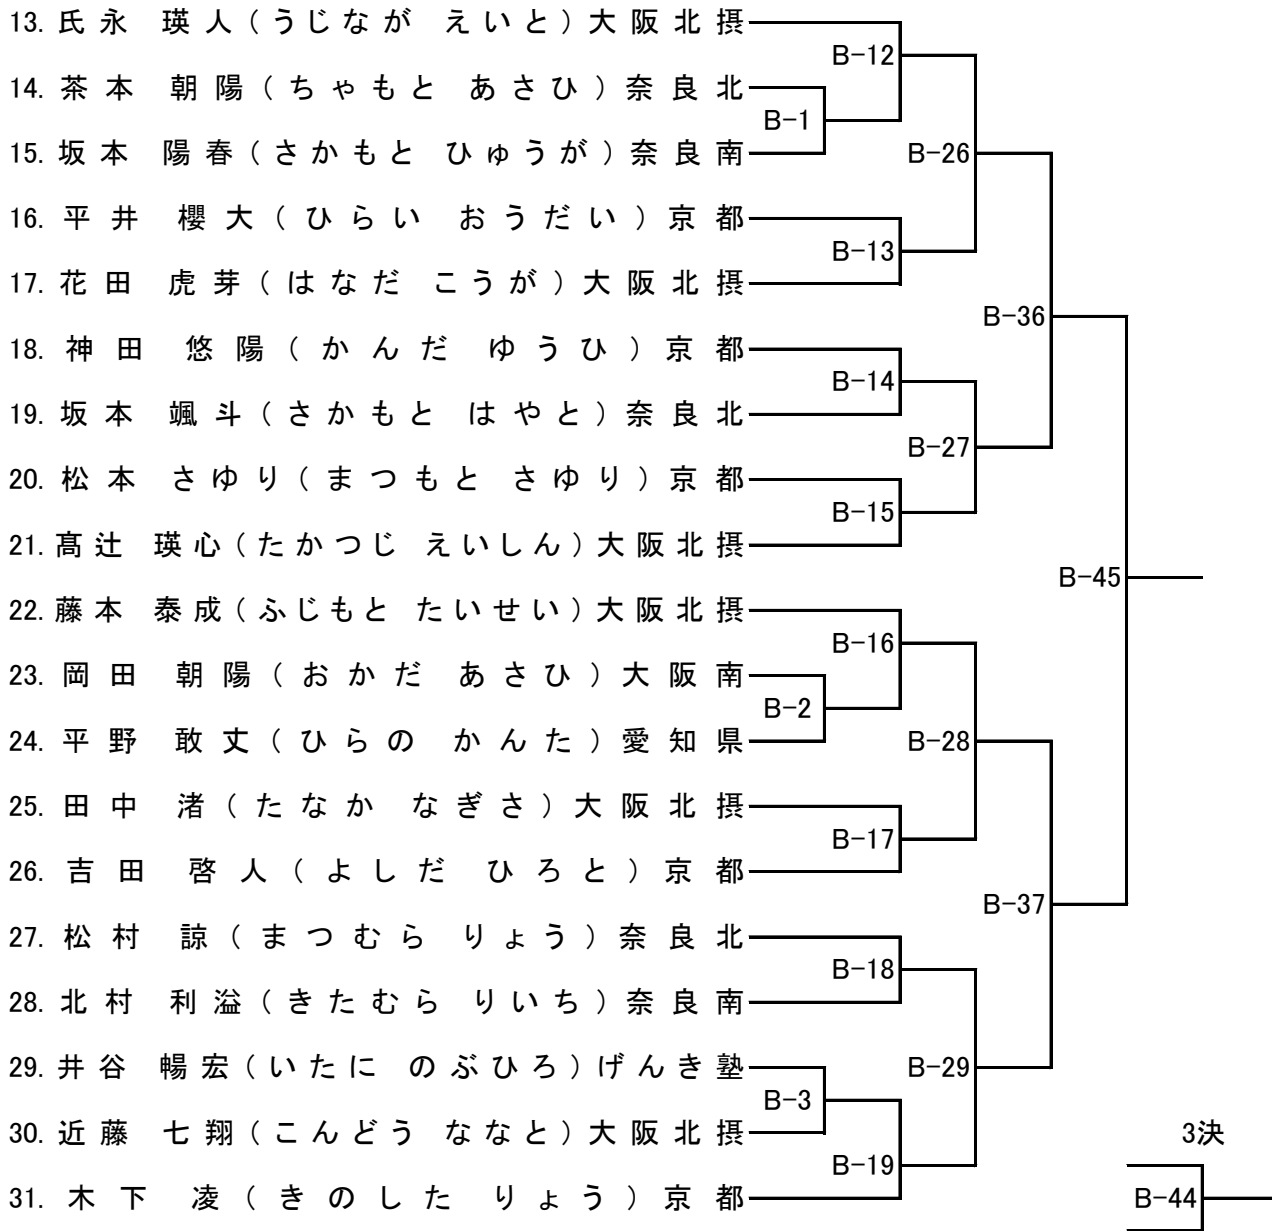 13. 氏永 瑛人(うじなが えいと)大阪北摂
B-12
14. 茶本 朝陽(ちゃもと あさひ)奈良北
B-1
15. 坂本 陽春(さかもと ひゅうが)奈良南
B-26
16. 平井 櫻大(ひらい おうだい)京都
B-13
17. 花田 虎芽(はなだ こうが)大阪北摂
B-36
18. 神田 悠陽(かんだ ゆうひ)京都
B-14
19. 坂本 颯斗(さかもと はやと)奈良北
B-27
20. 松本 さゆり(まつもと さゆり)京都
B-15
21. 髙辻 瑛心(たかつじ えいしん)大阪北摂
B-45
22. 藤本 泰成(ふじもと たいせい)大阪北摂
B-16
23. 岡田 朝陽(おかだ あさひ)大阪南
B-2
24. 平野 敢丈(ひらの かんた)愛知県
B-28
25. 田中 渚(たなか なぎさ)大阪北摂
B-17
26. 吉田 啓人(よしだ ひろと)京都
B-37
27. 松村 諒(まつむら りょう)奈良北
B-18
28. 北村 利溢(きたむら りいち)奈良南
29. 井谷 暢宏(いたに のぶひろ)げんき塾
B-29
B-3
30. 近藤 七翔(こんどう ななと)大阪北摂
3決
B-19
31. 木下 凌(きのした りょう)京都
B-44